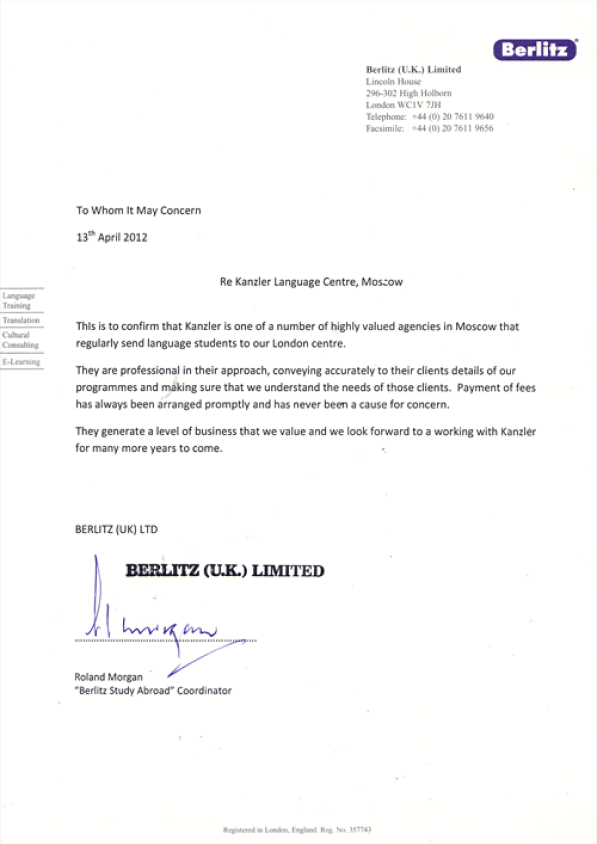 Berlitz
Berlitz (U.K.) Limited
Lincoln House
296-302 High Holborn
London WC1V 7JH
Telephone: +44 (0) 20 7611 9640
Facsimile: +44 (0) 20 7611 9656
To Whom It May Concern
13th April 2012
Re Kanzler Language Centre, Moscow
Language
Training
Translation
Cultural
Consulting
E-Learning
This is to confirm that Kanzler is one of a number of highly valued agencies in Moscow that
regularly send language students to our London centre.
They are professional in their approach, conveying accurately to their clients details of our
programmes and making sure that we understand the needs of those clients. Payment of fees
has always been arranged promptly and has never been a cause for concern.
They generate a level of business that we value and we look forward to a working with Kanzler
for many more years to come.
BERLITZ (UK) LTD
BERLITZ (U.K.) LIMITED
Roland Morgan
"Berlitz Study Abroad" Coordinator
Registered in London, England. Reg. No. 357743